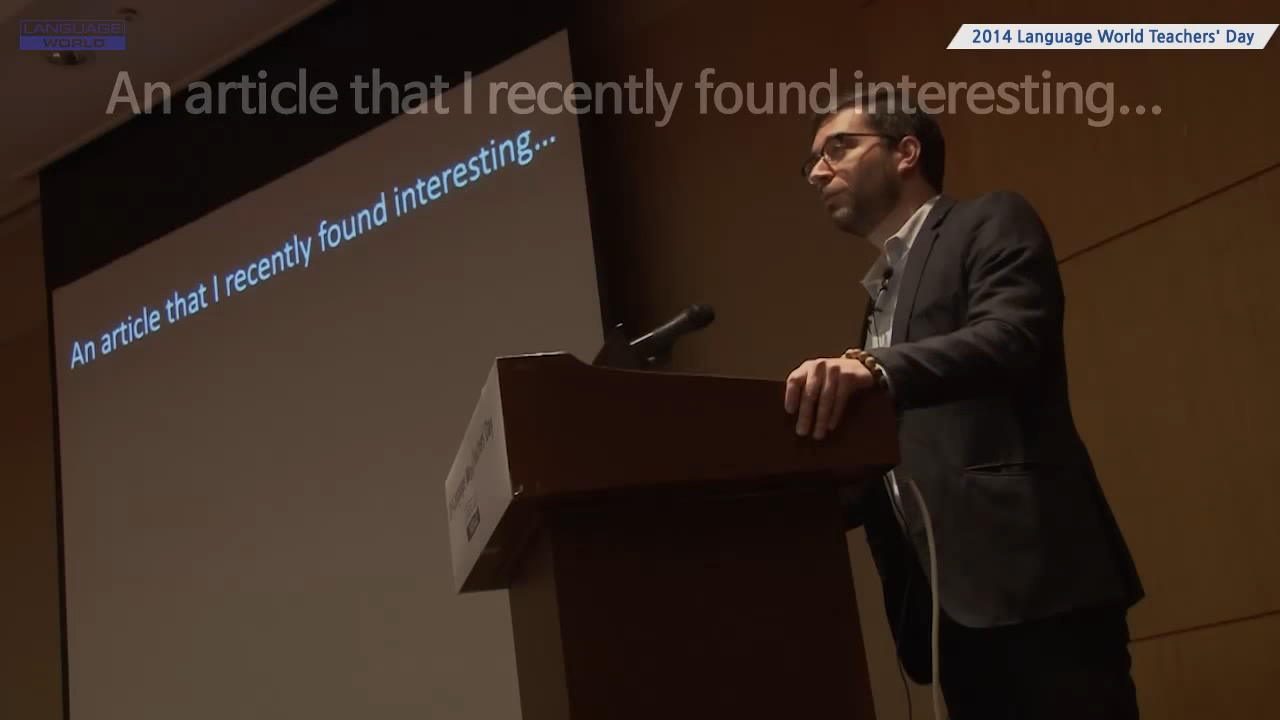 LANGUAGE
WORLD
2014 Language World Teachers' Day
An article that I recently found interesting...
An article that I recently found interesting...